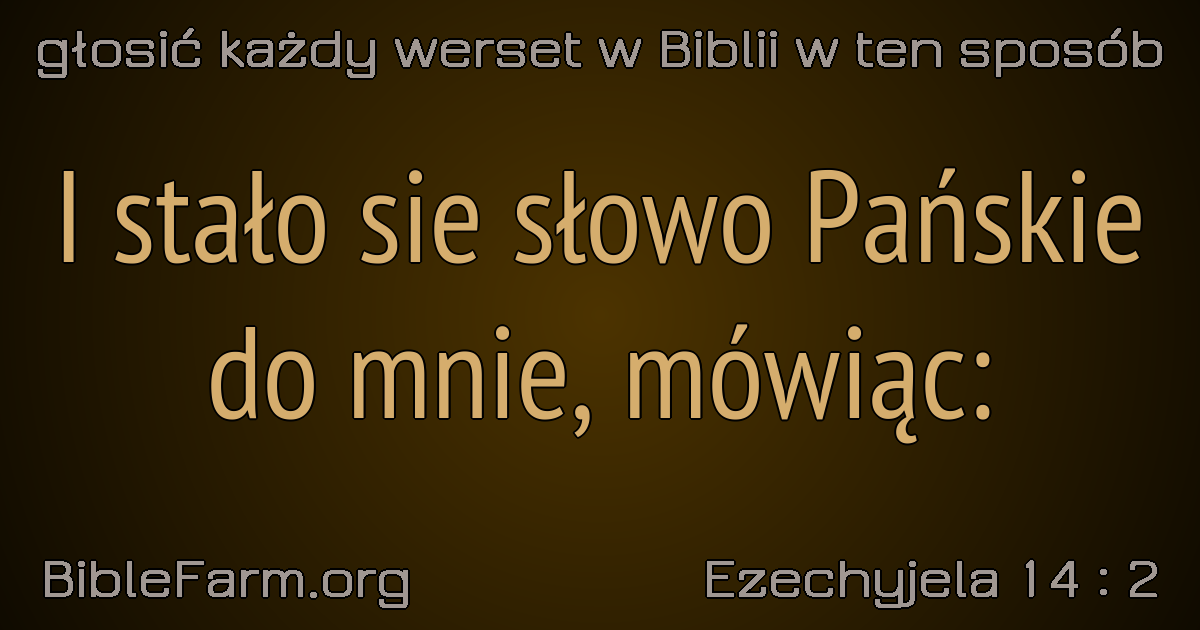 głosić każdy werset w Biblii w ten sposób
I stało sie słowo Pańskie
do mnie, mówiąc:
BibleFarm.org
Ezechyjela 14 : 2